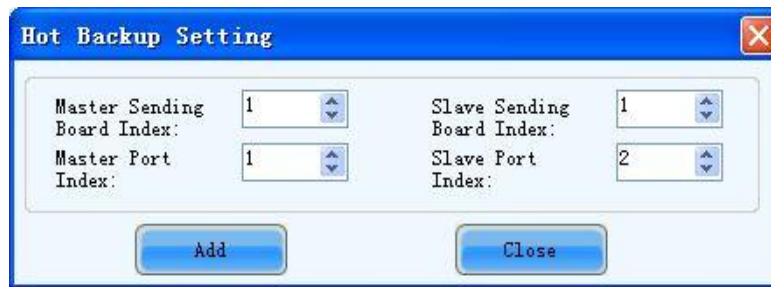 Hot Backup Setting
Master Sending Board Index: 1
Slave Sending Board Index: 1
Master Port Index: 1
Slave Port Index: 2
Add
Close